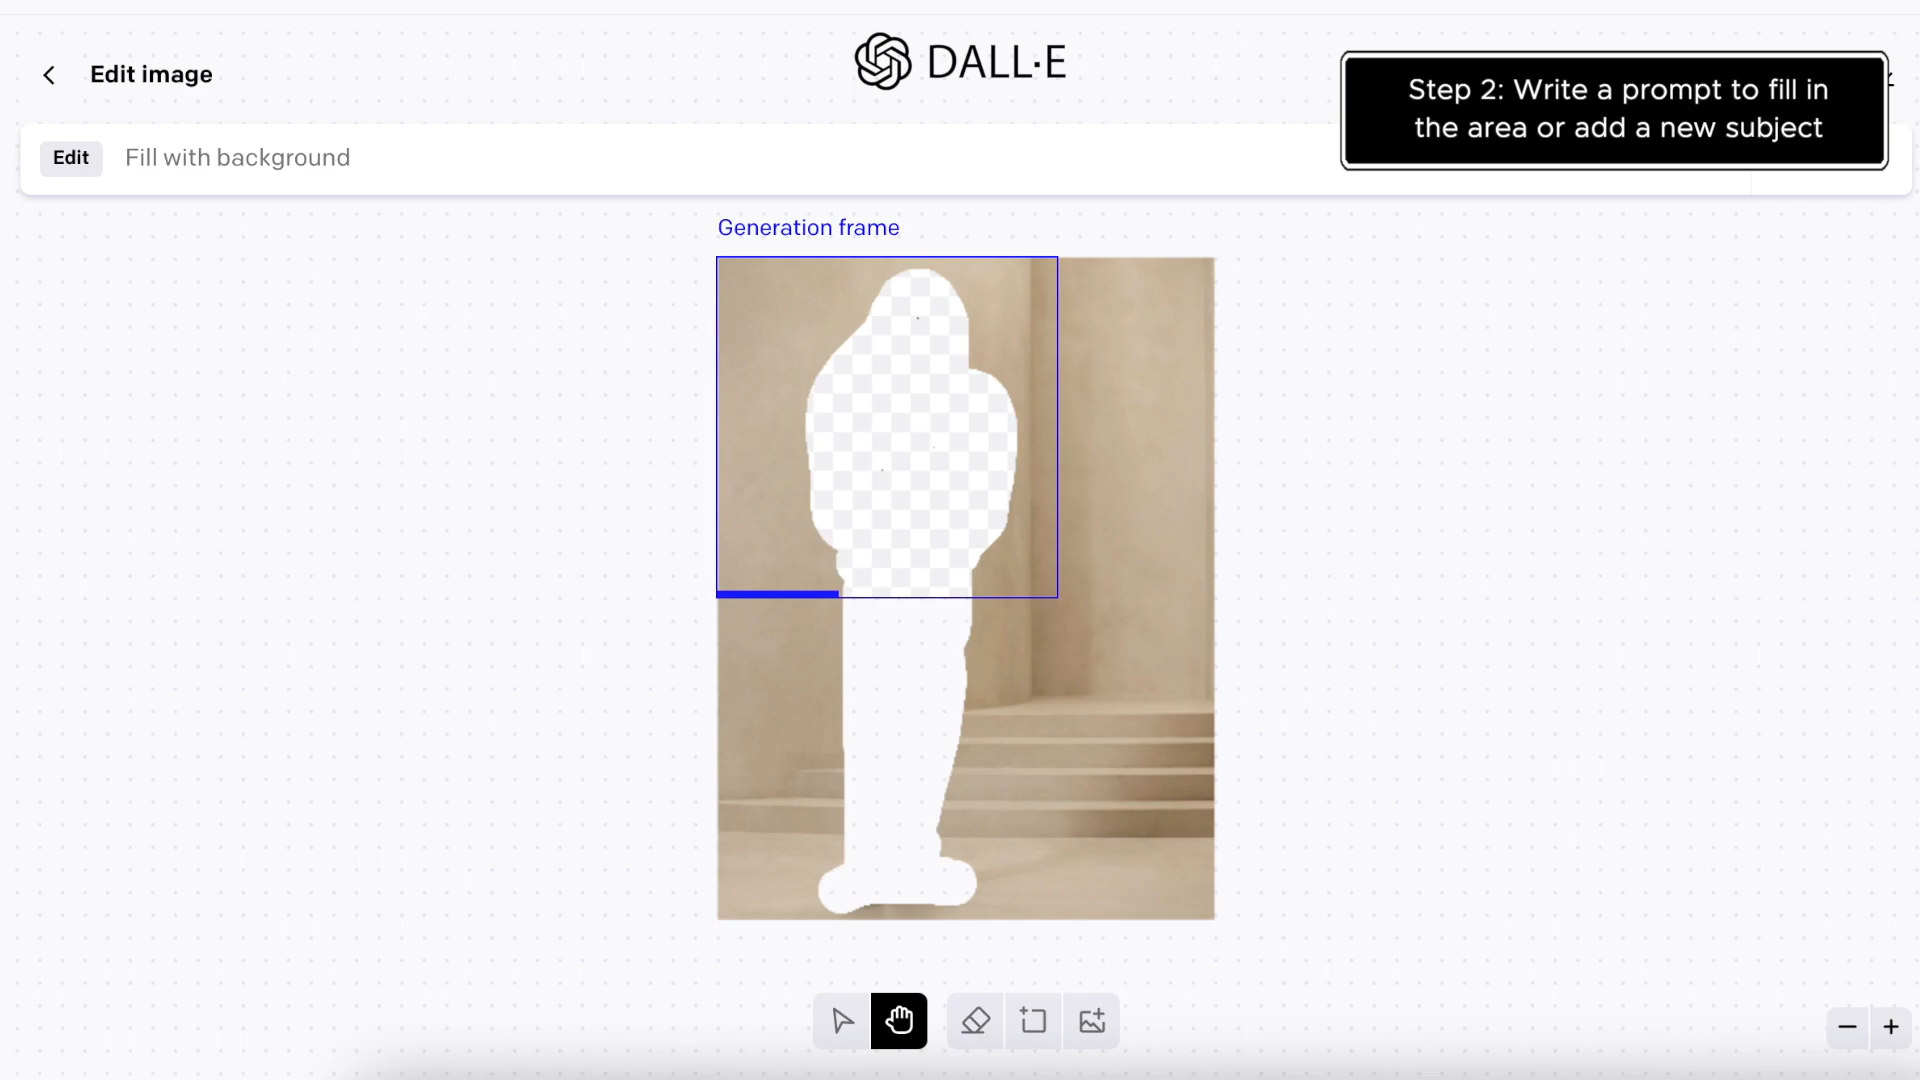 Edit image
DALL·E
Step 2: Write a prompt to fill in
the area or add a new subject
Edit
Fill with background
Generation frame